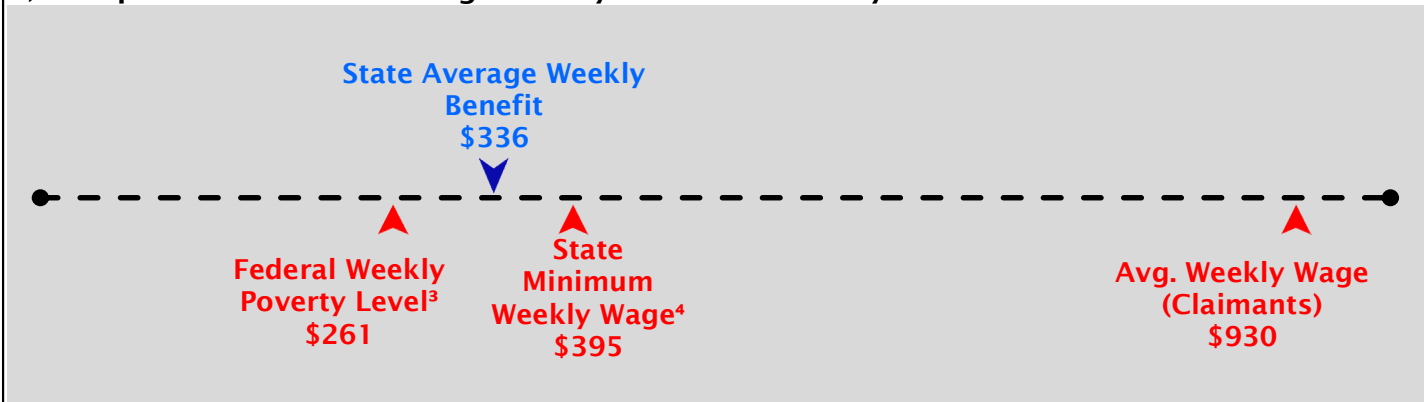 State Average Weekly
Benefit
$336
Federal Weekly
Poverty Level³
$261
State
Minimum
Weekly Wage⁴
$395
Avg. Weekly Wage
(Claimants)
$930